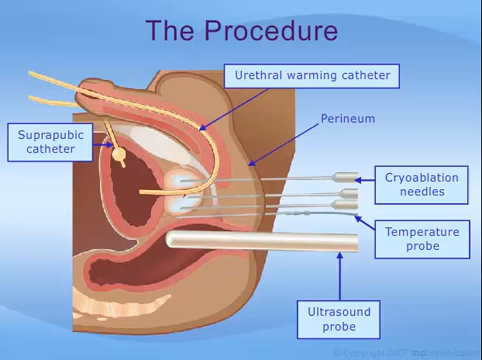 The Procedure
Urethral warming catheter
Perineum
Suprapubic
catheter
Cryoablation
needles
Temperature
probe
Ultrasound
probe
© Copyright 2007